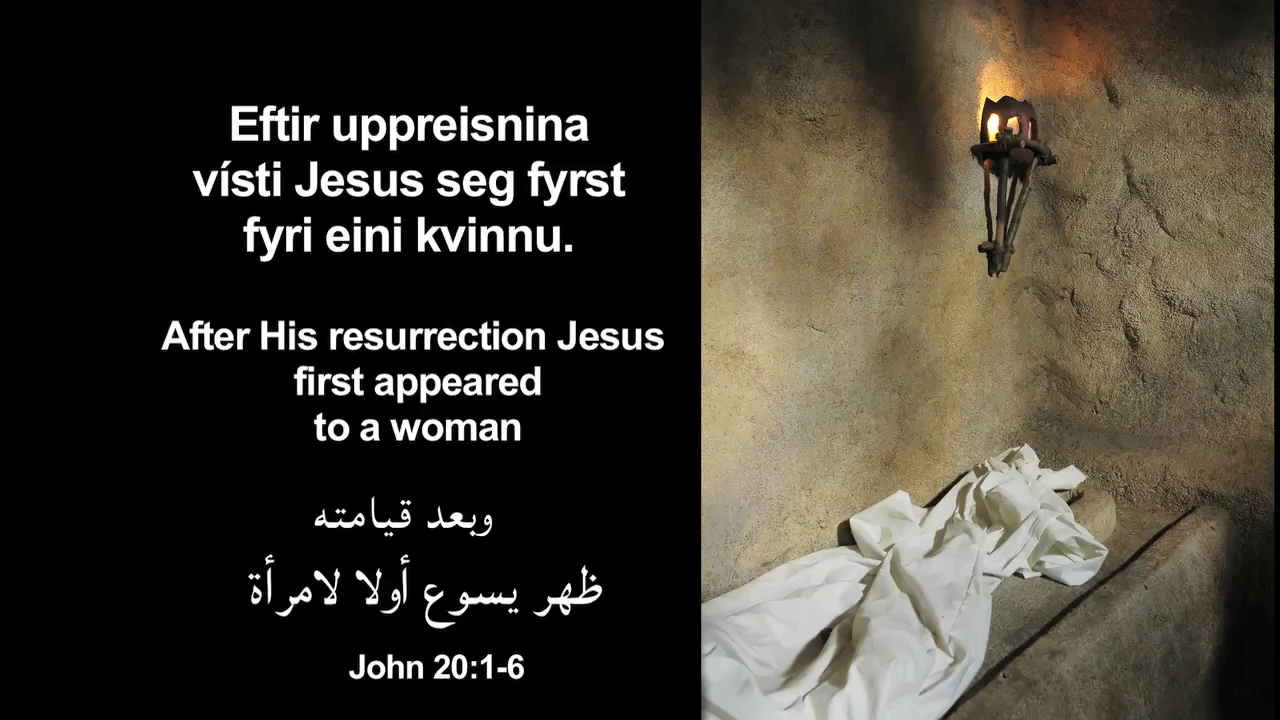 Eftir uppreisnina
vísti Jesus seg fyrst
fyri eini kvinnu.
After His resurrection Jesus
first appeared
to a woman
وبعد قيامته
ظهر يسوع أولا لامرأة
John 20:1-6